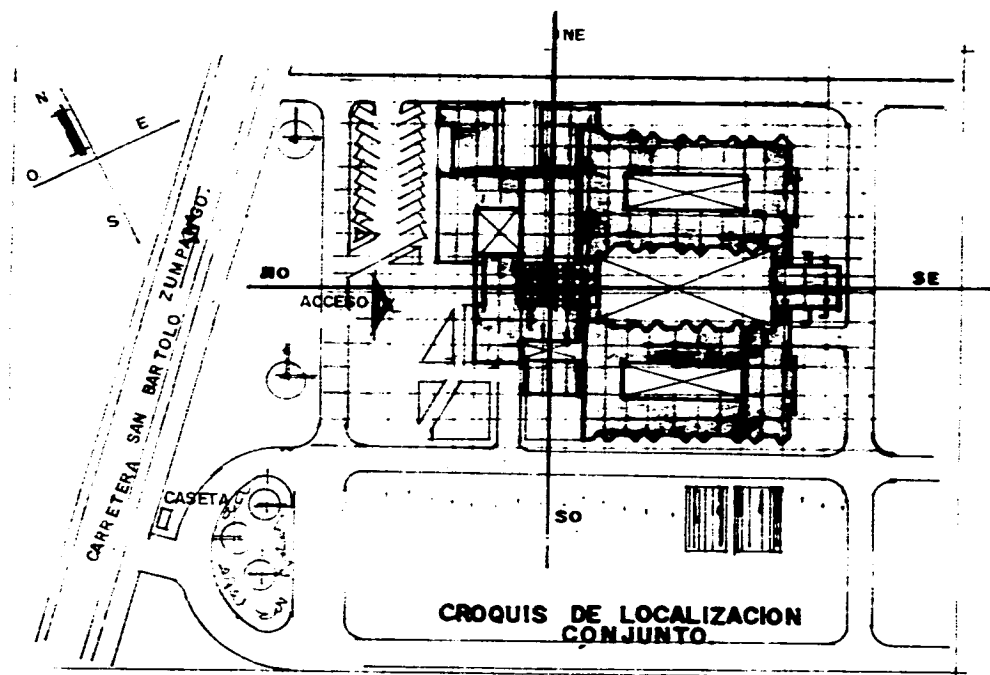 NE
N
E
O
S
NO
SE
ACCESO
CARRETERA SAN BARTOLO ZUMPANGO
CASETA
SO
CROQUIS DE LOCALIZACION
CONJUNTO